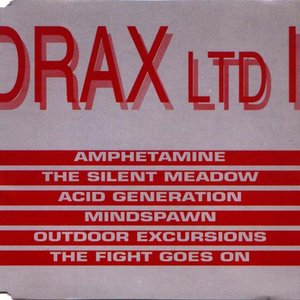 DRAX LTD I
AMPHETAMINE
THE SILENT MEADOW
ACID GENERATION
MINDSPAWN
OUTDOOR EXCURSIONS
THE FIGHT GOES ON